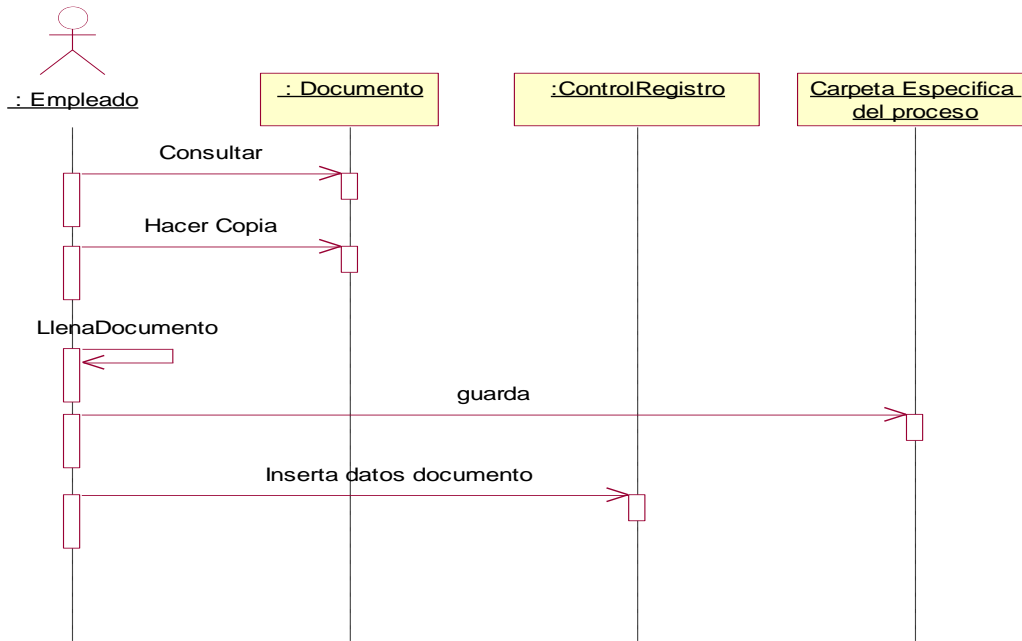 : Empleado
: Documento
:ControlRegistro
Carpeta Especifica
del proceso
Consultar
Hacer Copia
LlenaDocumento
guarda
Inserta datos documento